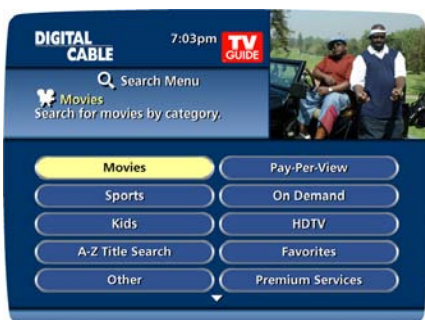 DIGITAL
CABLE
7:03pm
TV
GUIDE
Search Menu
Movies
Search for movies by category.
Movies
Pay-Per-View
Sports
On Demand
Kids
HDTV
A-Z Title Search
Favorites
Other
Premium Services